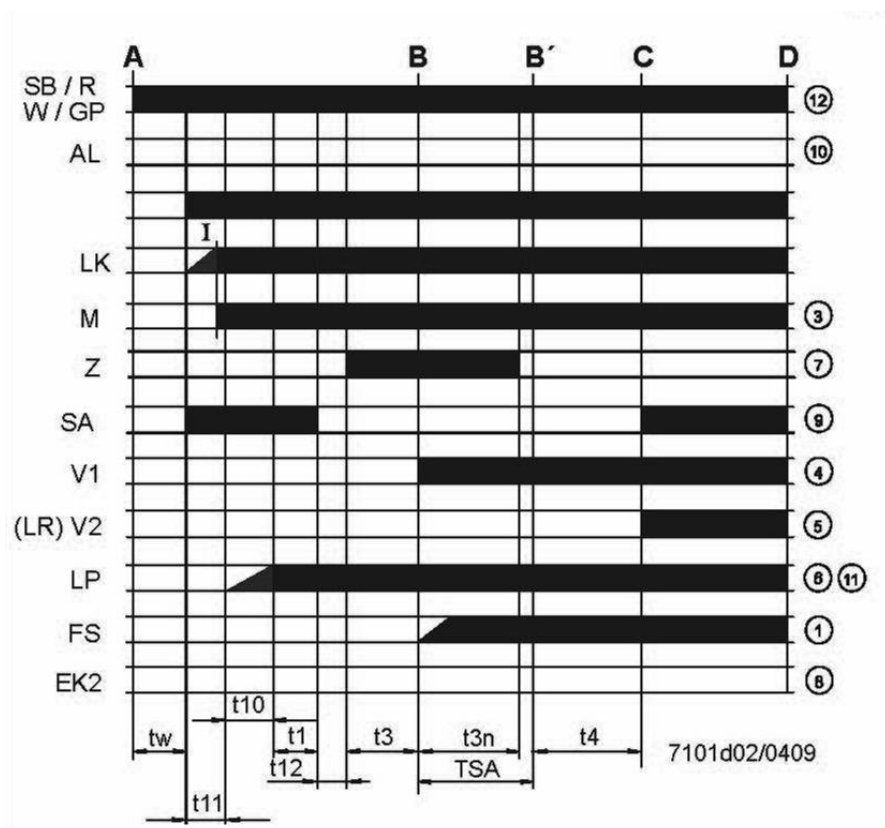 A B B´ C D
SB / R
W / GP
12
AL 10
I
LK
M 3
Z 7
SA 9
V1 4
(LR) V2 5
LP 6 11
FS 1
EK2 8
t10
tw t1 t3 t3n t4
7101d02/0409
t12 TSA
t11